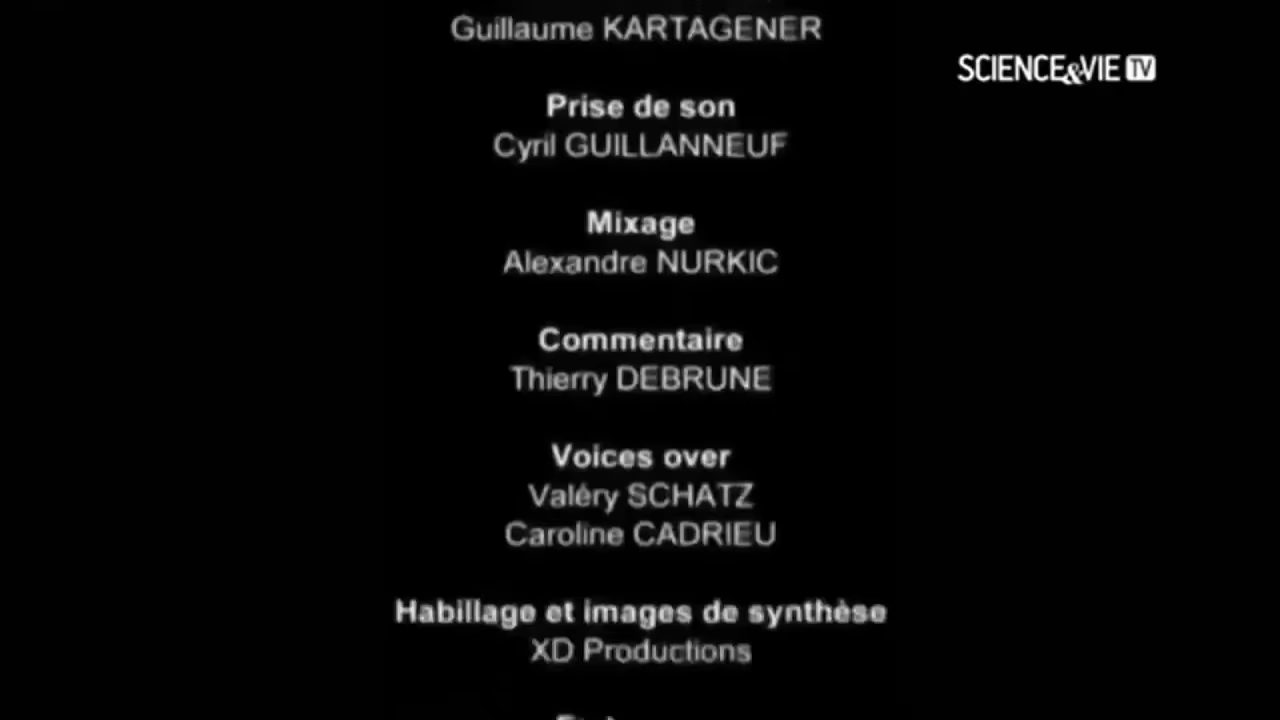 Guillaume KARTAGENER
SCIENCE&VIE TV
Prise de son
Cyril GUILLANNEUF
Mixage
Alexandre NURKIC
Commentaire
Thierry DEBRUNE
Voices over
Valéry SCHATZ
Caroline CADRIEU
Habillage et images de synthèse
XD Productions